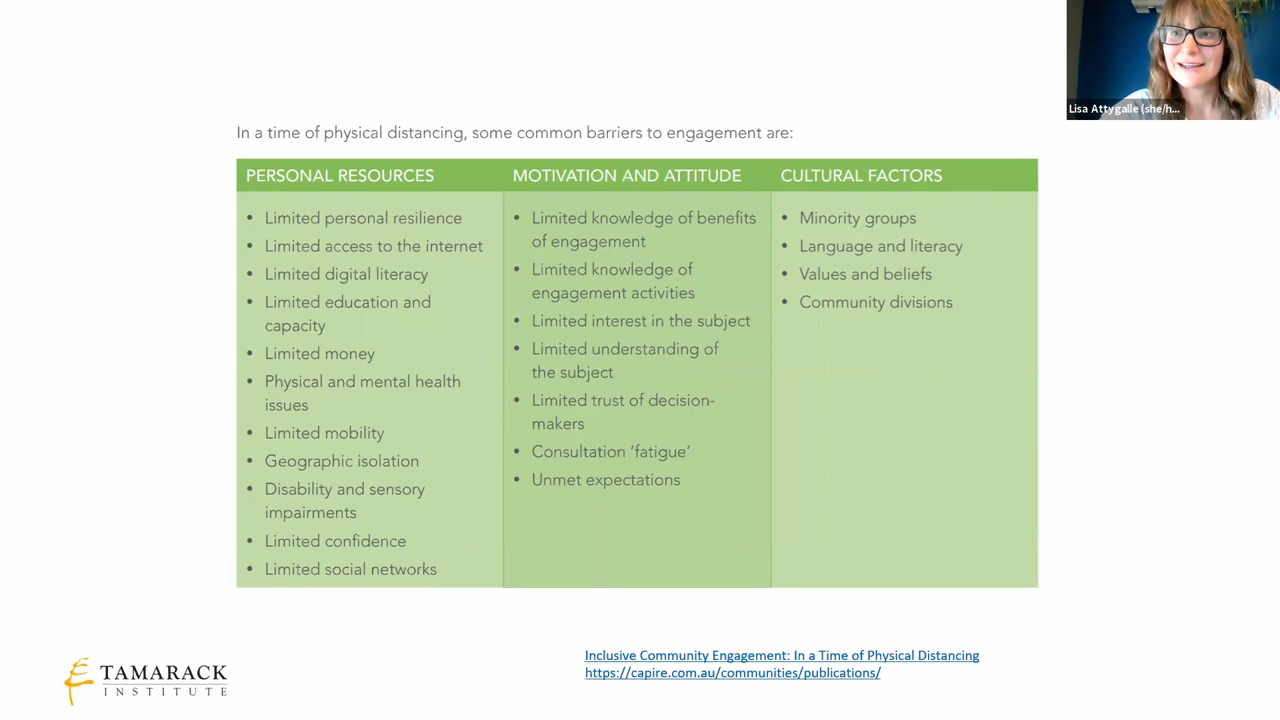 Lisa Attygalle (she/h...
In a time of physical distancing, some common barriers to engagement are:
PERSONAL RESOURCES
• Limited personal resilience
• Limited access to the internet
• Limited digital literacy
• Limited education and
capacity
• Limited money
• Physical and mental health
issues
• Limited mobility
• Geographic isolation
• Disability and sensory
impairments
• Limited confidence
• Limited social networks
MOTIVATION AND ATTITUDE
• Limited knowledge of benefits
of engagement
• Limited knowledge of
engagement activities
• Limited interest in the subject
• Limited understanding of
the subject
• Limited trust of decision-
makers
• Consultation ‘fatigue’
• Unmet expectations
CULTURAL FACTORS
• Minority groups
• Language and literacy
• Values and beliefs
• Community divisions
TAMARACK
INSTITUTE
Inclusive Community Engagement: In a Time of Physical Distancing
https://capire.com.au/communities/publications/